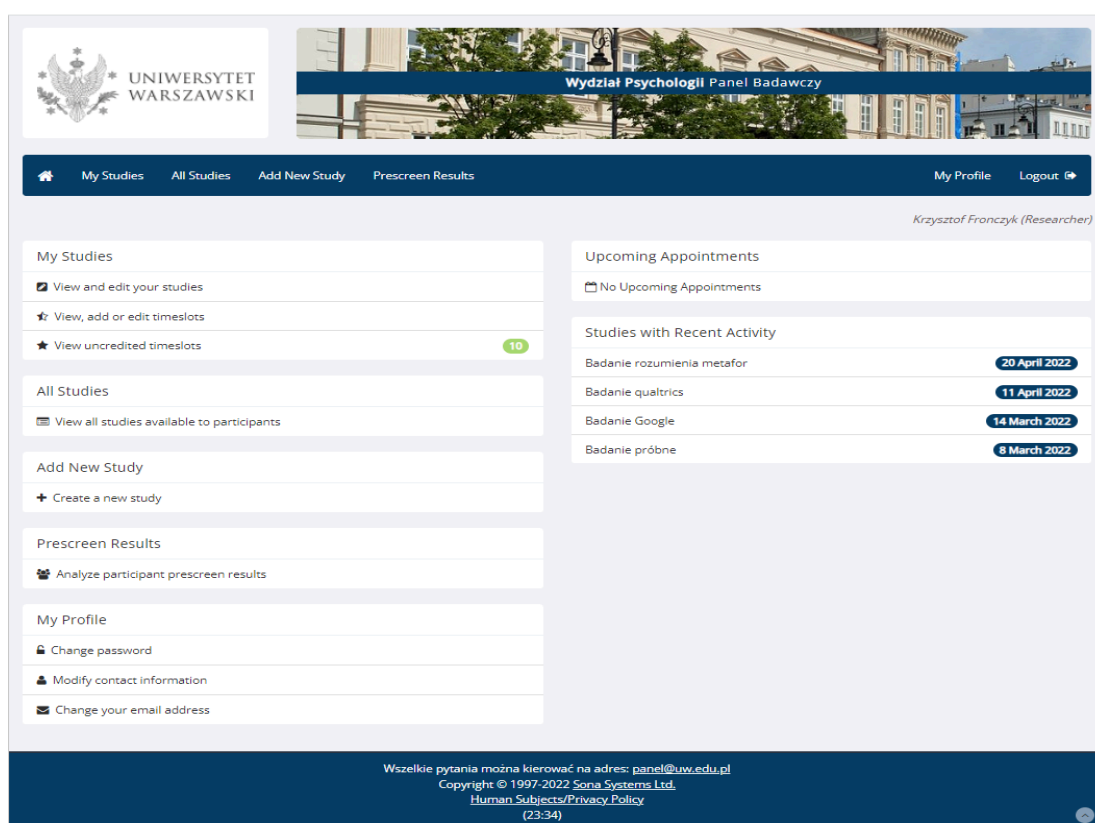 UNIWERSYTET
WARSZAWSKI
Wydział Psychologii Panel Badawczy
My Studies All Studies Add New Study Prescreen Results My Profile Logout
Krzysztof Fronczyk (Researcher)
My Studies
View and edit your studies
View, add or edit timeslots
View uncredited timeslots 10
All Studies
View all studies available to participants
Add New Study
Create a new study
Prescreen Results
Analyze participant prescreen results
My Profile
Change password
Modify contact information
Change your email address
Upcoming Appointments
No Upcoming Appointments
Studies with Recent Activity
Badanie rozumienia metafor 20 April 2022
Badanie qualtrics 11 April 2022
Badanie Google 14 March 2022
Badanie próbne 8 March 2022
Wszelkie pytania można kierować na adres: panel@uw.edu.pl
Copyright © 1997-2022 Sona Systems Ltd.
Human Subjects/Privacy Policy
(23:34)